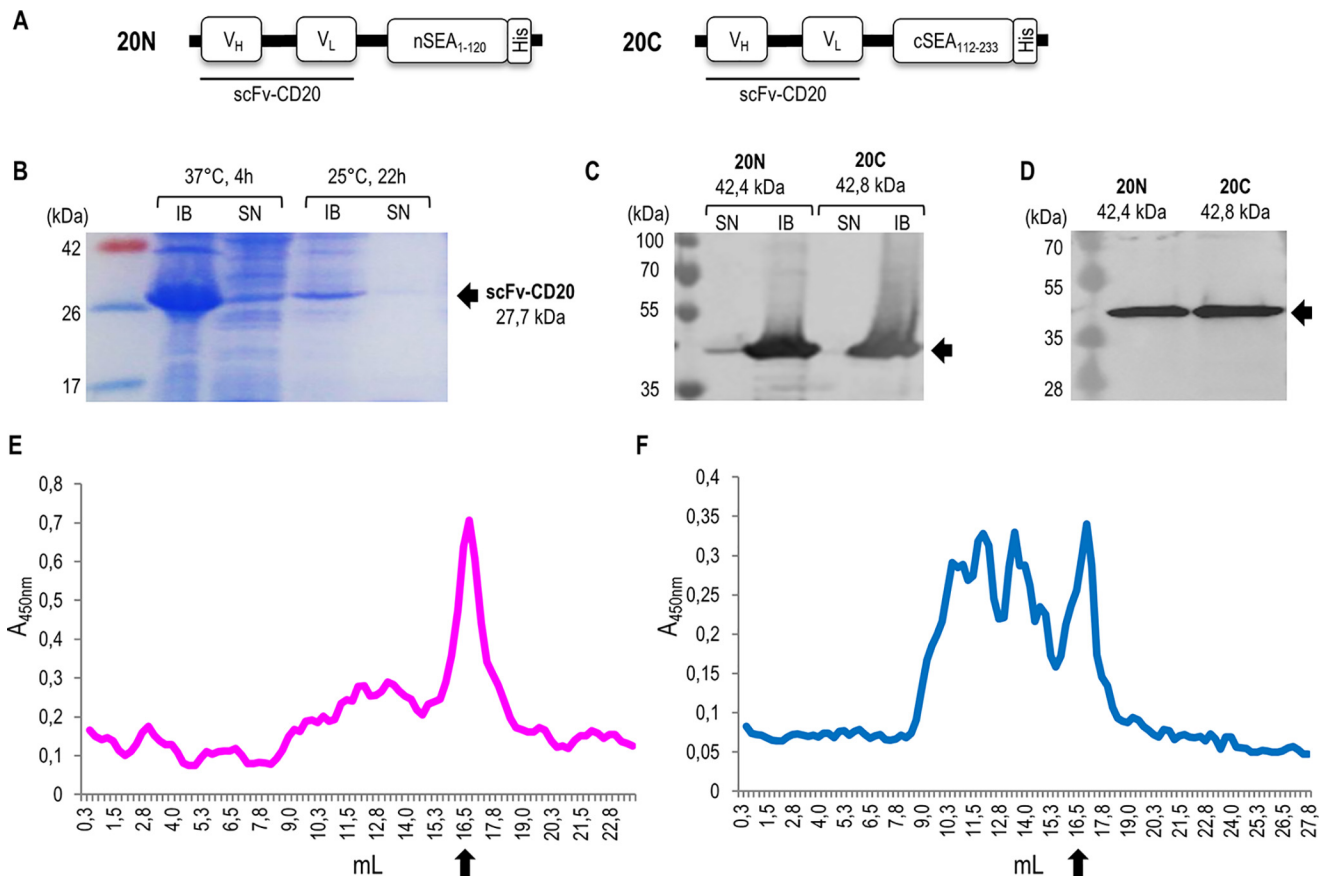 A
20N
V_H
V_L
nSEA_1-120
His
scFv-CD20
20C
V_H
V_L
cSEA_112-233
His
scFv-CD20
B
37°C, 4h
25°C, 22h
(kDa)
IB
SN
IB
SN
42
26
17
scFv-CD20
27,7 kDa
C
20N
20C
42,4 kDa
42,8 kDa
(kDa)
SN
IB
SN
IB
100
70
55
35
D
20N
20C
42,4 kDa
42,8 kDa
(kDa)
70
55
35
28
E
0,8
0,7
0,6
0,5
0,4
0,3
0,2
0,1
0
A450nm
0,3 1,5 2,8 4,0 5,3 6,5 7,8 9,0 10,3 11,5 12,8 14,0 15,3 16,5 17,8 19,0 20,3 21,5 22,8
mL
F
0,4
0,35
0,3
0,25
0,2
0,15
0,1
0,05
0
A450nm
0,3 1,5 2,8 4,0 5,3 6,5 7,8 9,0 10,3 11,5 12,8 14,0 15,3 16,5 17,8 19,0 20,3 21,5 22,8 24,0 25,3 26,5 27,8
mL